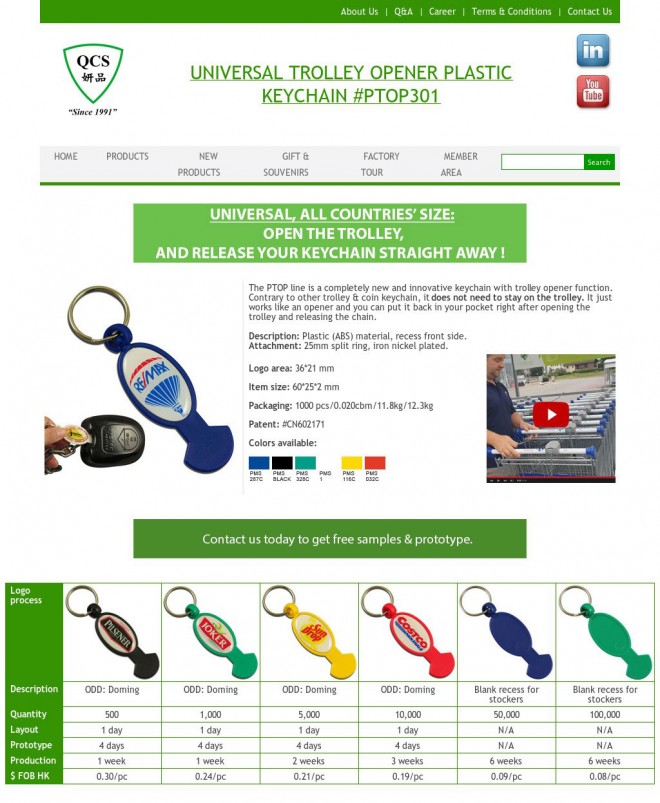 About Us | Q&A | Career | Terms & Conditions | Contact Us
QCS
妍品
"Since 1991"
UNIVERSAL TROLLEY OPENER PLASTIC
KEYCHAIN #PTOP301
in
You
Tube
HOME PRODUCTS NEW PRODUCTS GIFT & SOUVENIRS FACTORY TOUR MEMBER AREA Search
UNIVERSAL, ALL COUNTRIES' SIZE:
OPEN THE TROLLEY,
AND RELEASE YOUR KEYCHAIN STRAIGHT AWAY !
The PTOP line is a completely new and innovative keychain with trolley opener function.
Contrary to other trolley & coin keychain, it does not need to stay on the trolley. It just
works like an opener and you can put it back in your pocket right after opening the
trolley and releasing the chain.
Description: Plastic (ABS) material, recess front side.
Attachment: 25mm split ring, iron nickel plated.
Logo area: 36*21 mm
Item size: 60*25*2 mm
Packaging: 1000 pcs/0.020cbm/11.8kg/12.3kg
Patent: #CN602171
Colors available:
PMS PMS PMS PMS PMS PMS
287C BLACK 328C 1 116C 032C
RE/MAX
Contact us today to get free samples & prototype.
Logo
process
PILSENER JOKER Sun Drop COSTCO WHOLESALE
Description ODD: Doming ODD: Doming ODD: Doming ODD: Doming Blank recess for stockers Blank recess for stockers
Quantity 500 1,000 5,000 10,000 50,000 100,000
Layout 1 day 1 day 1 day 1 day N/A N/A
Prototype 4 days 4 days 4 days 4 days N/A N/A
Production 1 week 1 week 2 weeks 3 weeks 6 weeks 6 weeks
$ FOB HK 0.30/pc 0.24/pc 0.21/pc 0.19/pc 0.09/pc 0.08/pc